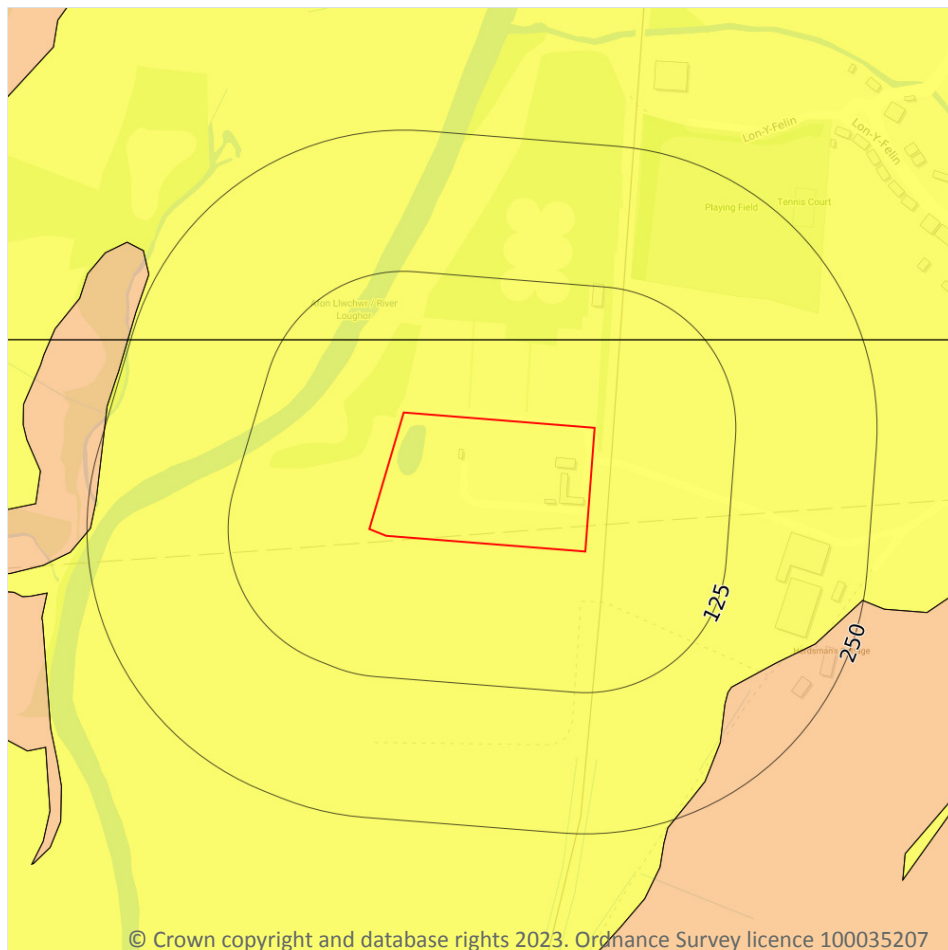 Lon-Y-Felin
Lon-Y-Felin
Playing Field
Tennis Court
Afon Llwchwr / River
Loughor
125
250
© Crown copyright and database rights 2023. Ordnance Survey licence 100035207